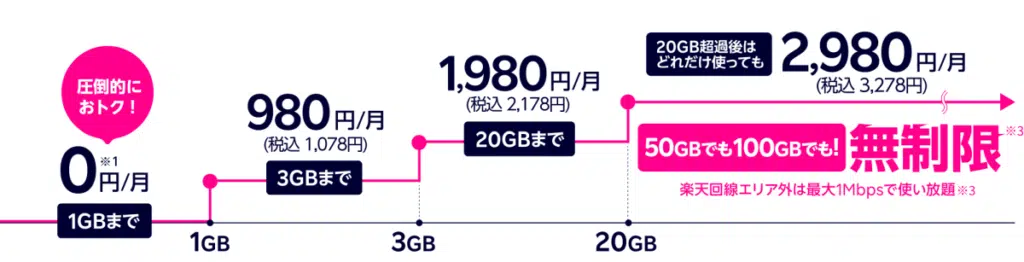 圧倒的に
おトク！
0円/月
※1
1GBまで
980円/月
(税込 1,078円)
3GBまで
1,980円/月
(税込 2,178円)
20GBまで
20GB超過後は
どれだけ使っても
2,980円/月
(税込 3,278円)
50GBでも100GBでも!
無制限※3
楽天回線エリア外は最大1Mbpsで使い放題※3
1GB
3GB
20GB